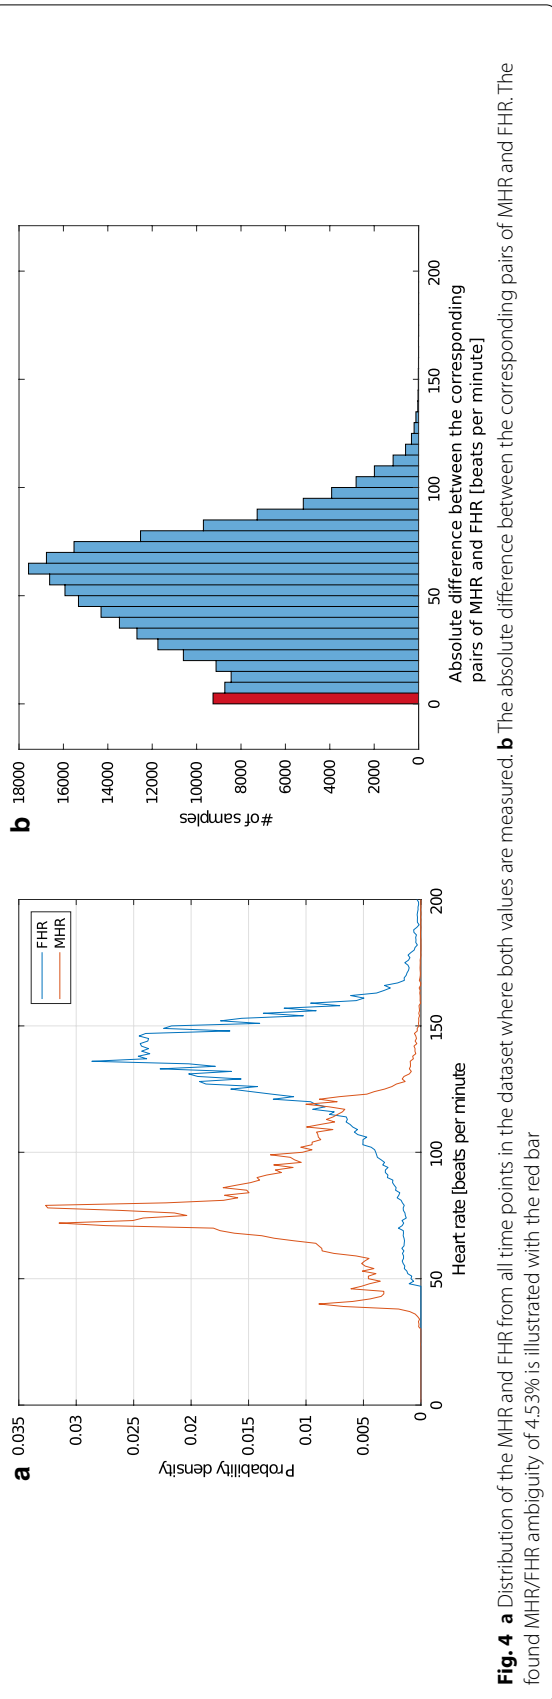 a
0.035
0.03
0.025
0.02
0.015
0.01
0.005
0
Probability density
0
50
100
150
200
Heart rate [beats per minute
FHR
MHR
b
18000
16000
14000
12000
10000
8000
6000
4000
2000
0
# of samples
0
50
100
150
200
Absolute difference between the corresponding
pairs of MHR and FHR [beats per minute]
Fig. 4 a Distribution of the MHR and FHR from all time points in the dataset where both values are measured. b The absolute difference between the corresponding pairs of MHR and FHR. The
found MHR/FHR ambiguity of 4.53% is illustrated with the red bar